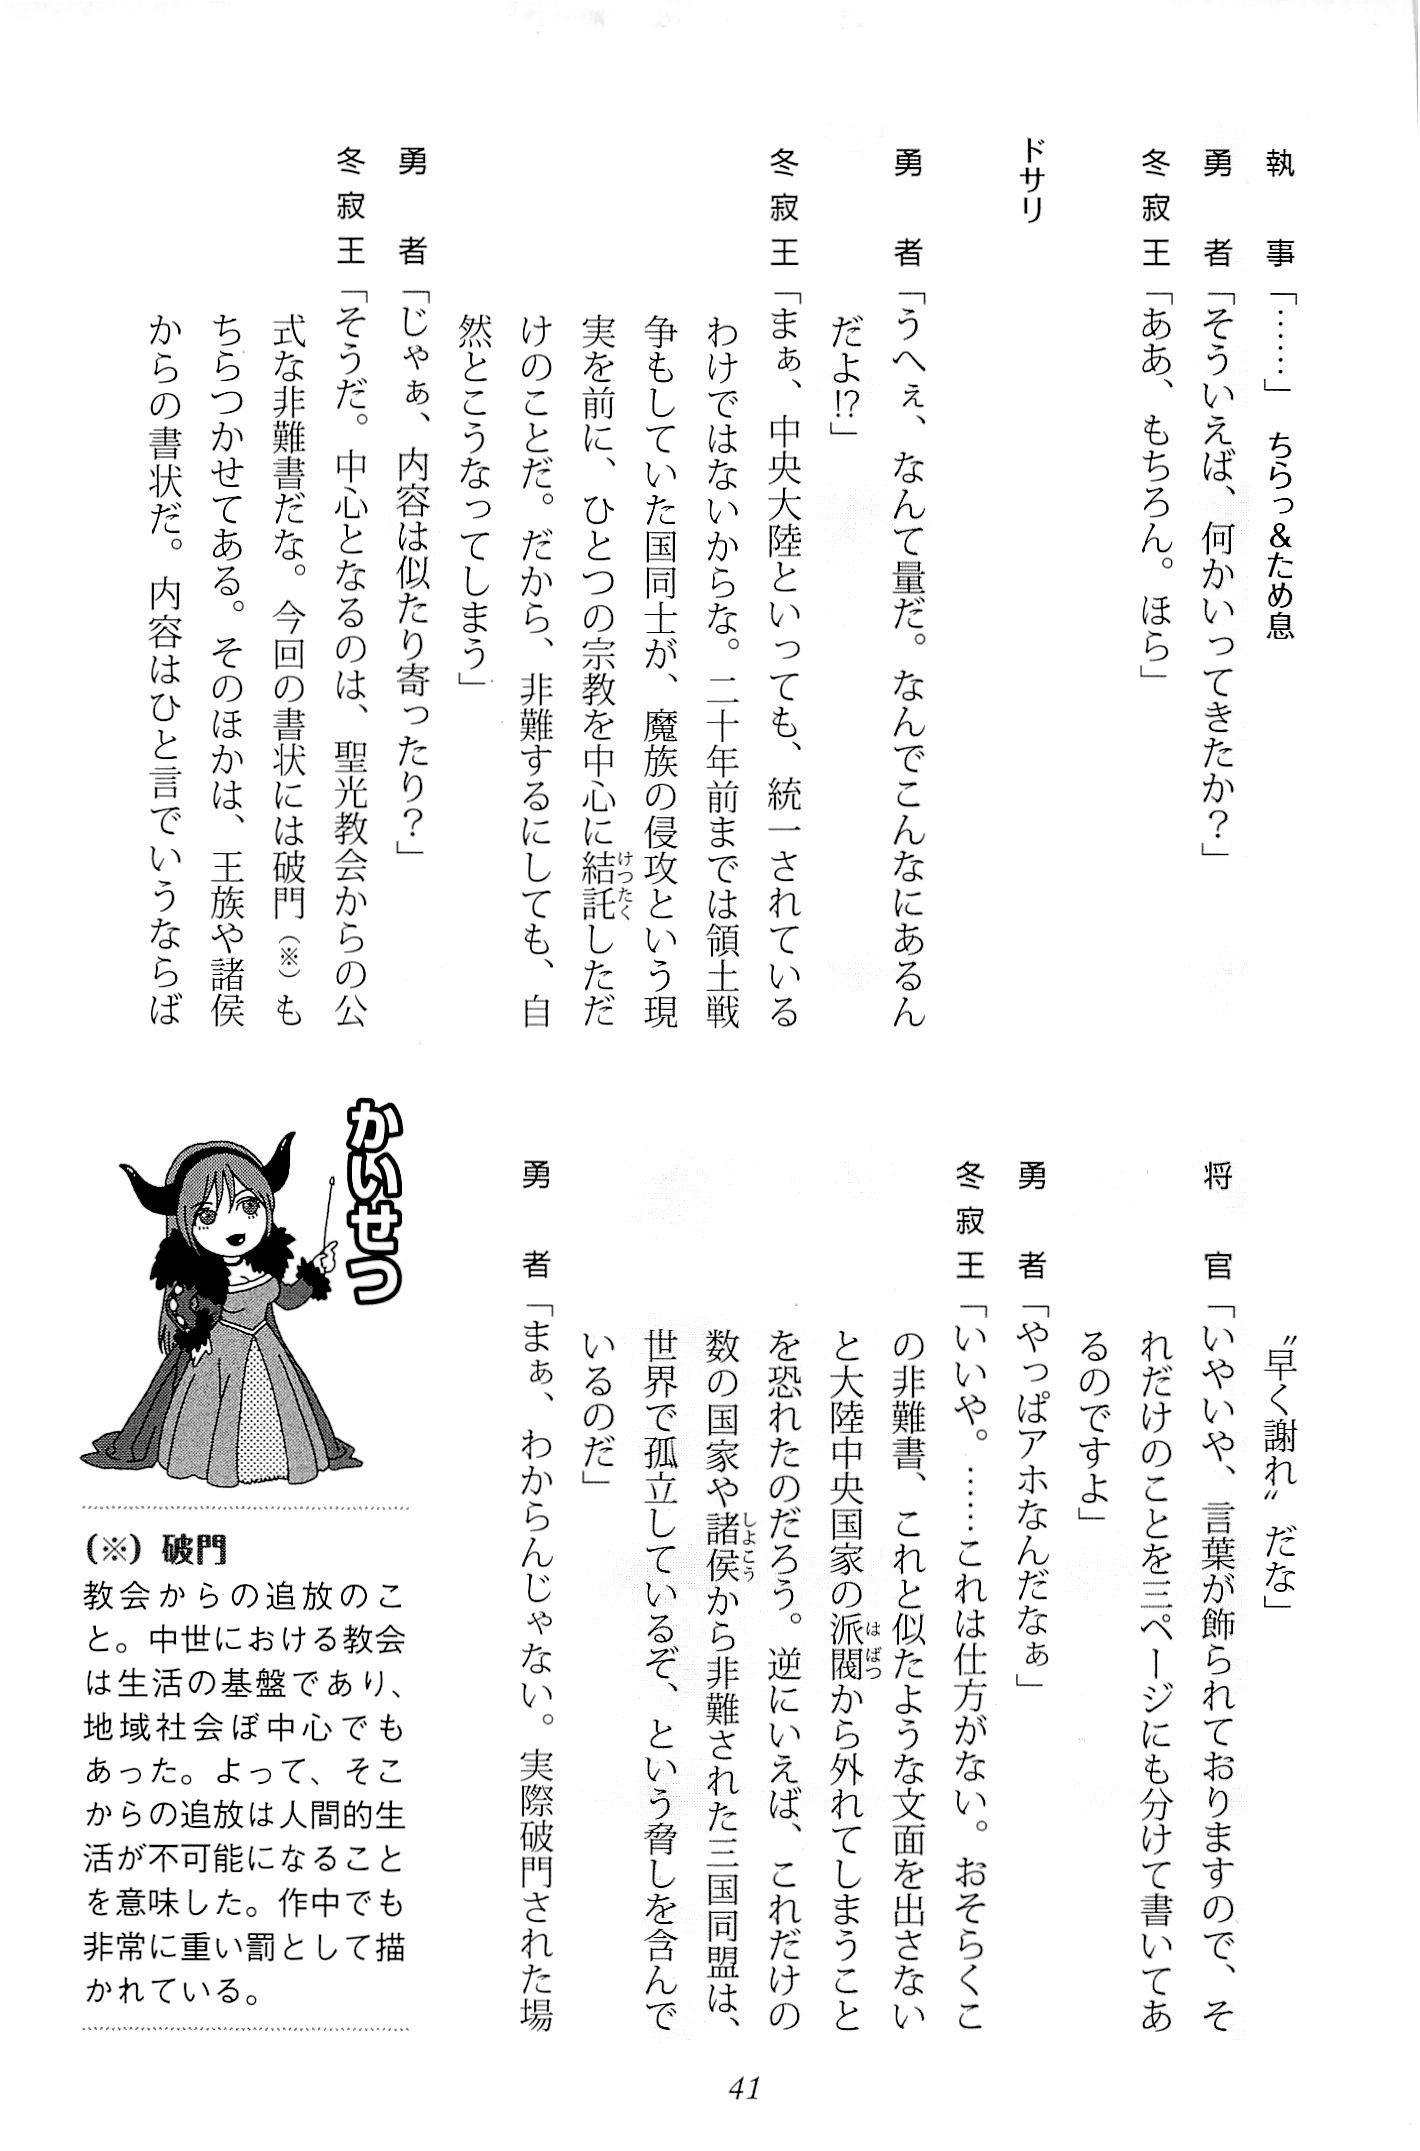 執事「……」 ちらっ&ため息
勇者「そういえば、何かいってきたか?」
冬寂王「ああ、もちろん。ほら」
ドサリ
勇者「うへぇ、なんて量だ。なんでこんなにあるん
だよ!?」
冬寂王「まぁ、中央大陸といっても、統一されている
わけではないからな。二十年前までは領土戦
争もしていた国同士が、魔族の侵攻という現
実を前に、ひとつの宗教を中心に結託しただ
けのことだ。だから、非難するにしても、自
然とこうなってしまう」
勇者「じゃぁ、内容は似たり寄ったり?」
冬寂王「そうだ。中心となるのは、聖光教会からの公
式な非難書だな。今回の書状には破門(※)も
ちらつかせてある。そのほかは、王族や諸侯
からの書状だ。内容はひと言でいうならば
〝早く謝れ〟だな」
将官「いやいや、言葉が飾られておりますので、そ
れだけのことを三ページにも分けて書いてあ
るのですよ」
勇者「やっぱアホなんだなぁ」
冬寂王「いいや。……これは仕方がない。おそらくこ
の非難書、これと似たような文面を出さない
と大陸中央国家の派閥から外れてしまうこと
を恐れたのだろう。逆にいえば、これだけの
数の国家や諸侯から非難された三国同盟は、
世界で孤立しているぞ、という脅しを含んで
いるのだ」
勇者「まぁ、わからんじゃない。実際破門された場
かいせつ
(※)破門
教会からの追放のこ
と。中世における教会
は生活の基盤であり、
地域社会ぼ中心でも
あった。よって、そこ
からの追放は人間的生
活が不可能になること
を意味した。作中でも
非常に重い罰として描
かれている。
41